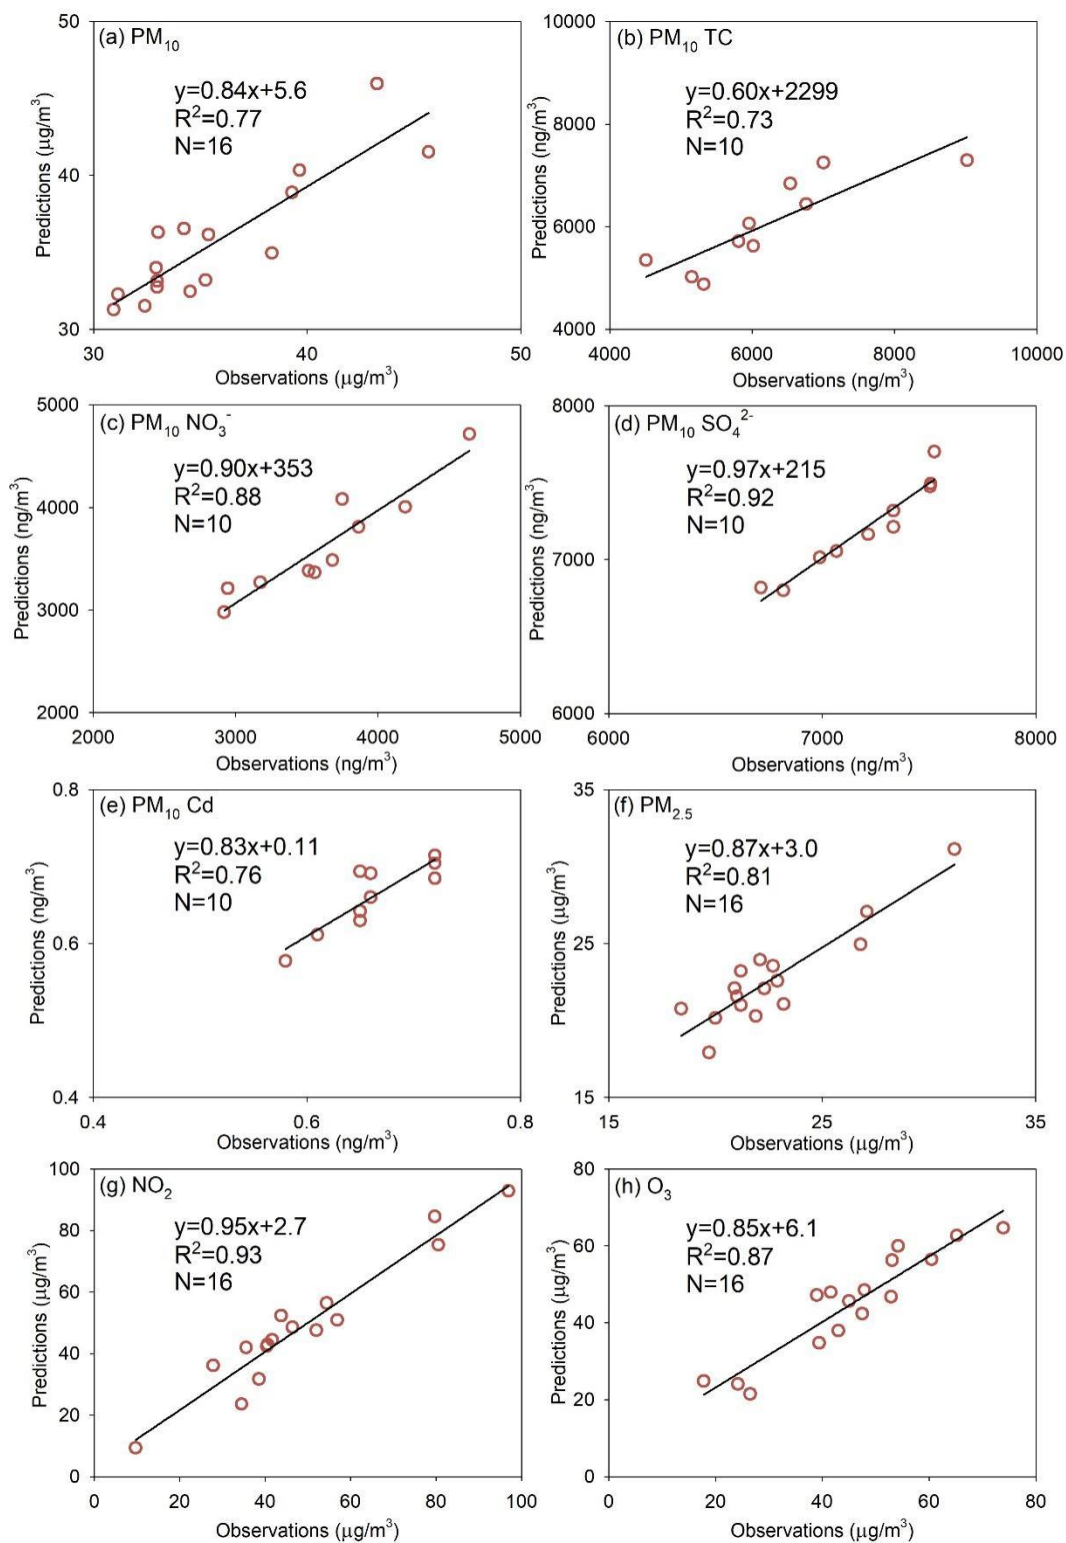 (a) PM₁₀
y=0.84x+5.6
R²=0.77
N=16
Predictions (μg/m³)
50
40
30
30 40 50
Observations (μg/m³)
(b) PM₁₀ TC
y=0.60x+2299
R²=0.73
N=10
Predictions (ng/m³)
10000
8000
6000
4000
4000 6000 8000 10000
Observations (ng/m³)
(c) PM₁₀ NO₃⁻
y=0.90x+353
R²=0.88
N=10
Predictions (ng/m³)
5000
4000
3000
2000
2000 3000 4000 5000
Observations (ng/m³)
(d) PM₁₀ SO₄²⁻
y=0.97x+215
R²=0.92
N=10
Predictions (ng/m³)
8000
7000
6000
6000 7000 8000
Observations (ng/m³)
(e) PM₁₀ Cd
y=0.83x+0.11
R²=0.76
N=10
Predictions (ng/m³)
0.8
0.6
0.4
0.4 0.6 0.8
Observations (ng/m³)
(f) PM₂.₅
y=0.87x+3.0
R²=0.81
N=16
Predictions (μg/m³)
35
25
15
15 25 35
Observations (μg/m³)
(g) NO₂
y=0.95x+2.7
R²=0.93
N=16
Predictions (μg/m³)
100
80
60
40
20
0
0 20 40 60 80 100
Observations (μg/m³)
(h) O₃
y=0.85x+6.1
R²=0.87
N=16
Predictions (μg/m³)
80
60
40
20
0
0 20 40 60 80
Observations (μg/m³)